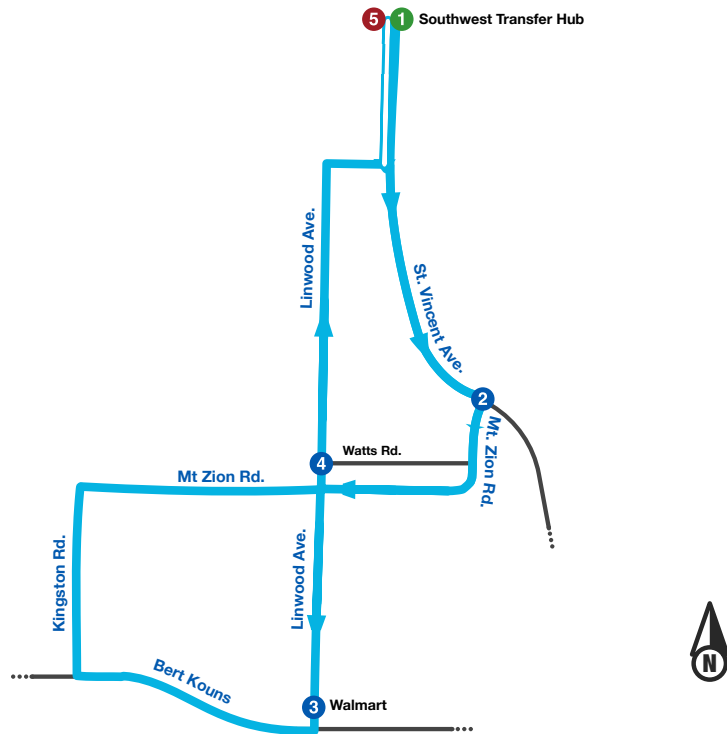 5 1 Southwest Transfer Hub
Linwood Ave.
St. Vincent Ave.
2
Mt. Zion Rd.
Watts Rd.
4
Mt Zion Rd.
Kingston Rd.
Linwood Ave.
Bert Kouns
3 Walmart
N